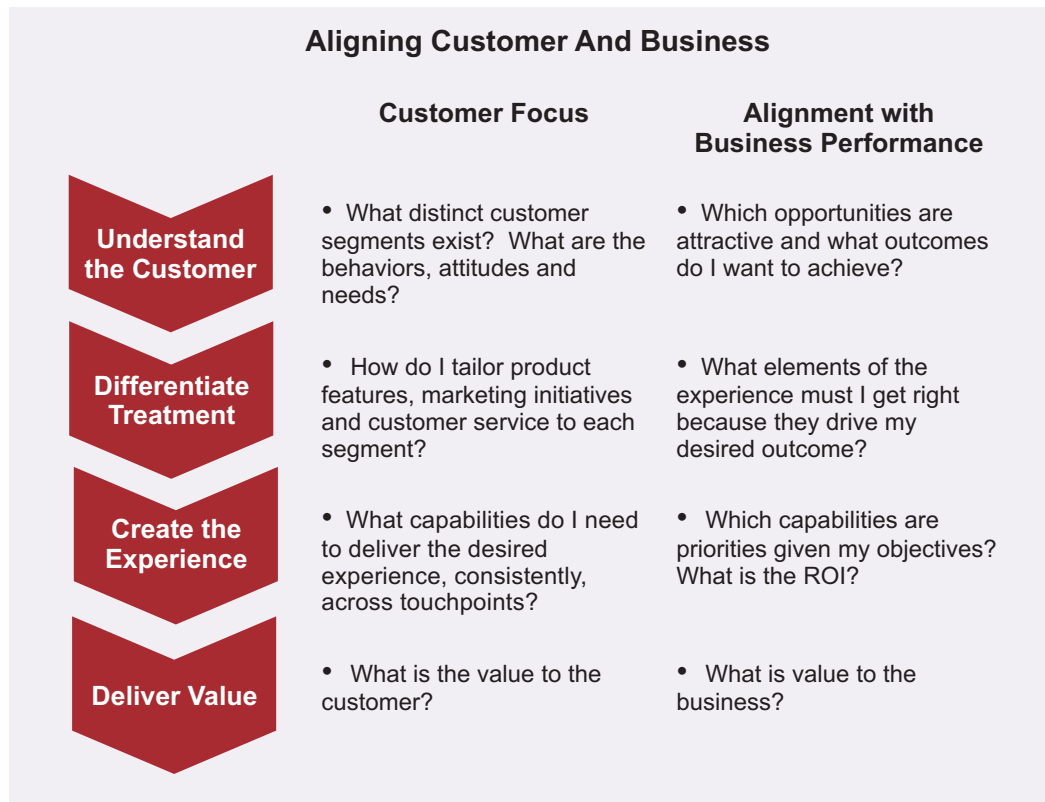 Aligning Customer And Business
Customer Focus
Alignment with
Business Performance
Understand
the Customer
• What distinct customer
segments exist?  What are the
behaviors, attitudes and
needs?
• Which opportunities are
attractive and what outcomes
do I want to achieve?
Differentiate
Treatment
• How do I tailor product
features, marketing initiatives
and customer service to each
segment?
• What elements of the
experience must I get right
because they drive my
desired outcome?
Create the
Experience
• What capabilities do I need
to deliver the desired
experience, consistently,
across touchpoints?
• Which capabilities are
priorities given my objectives?
What is the ROI?
Deliver Value
• What is the value to the
customer?
• What is value to the
business?